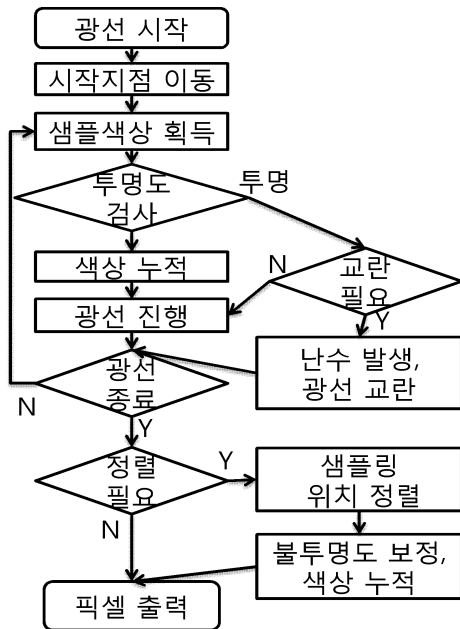 광선 시작
시작지점 이동
샘플색상 획득
투명도
검사
투명
색상 누적
교란
필요
N
Y
광선 진행
난수 발생,
광선 교란
광선
종료
N
Y
정렬
필요
Y
N
샘플링
위치 정렬
불투명도 보정,
색상 누적
픽셀 출력